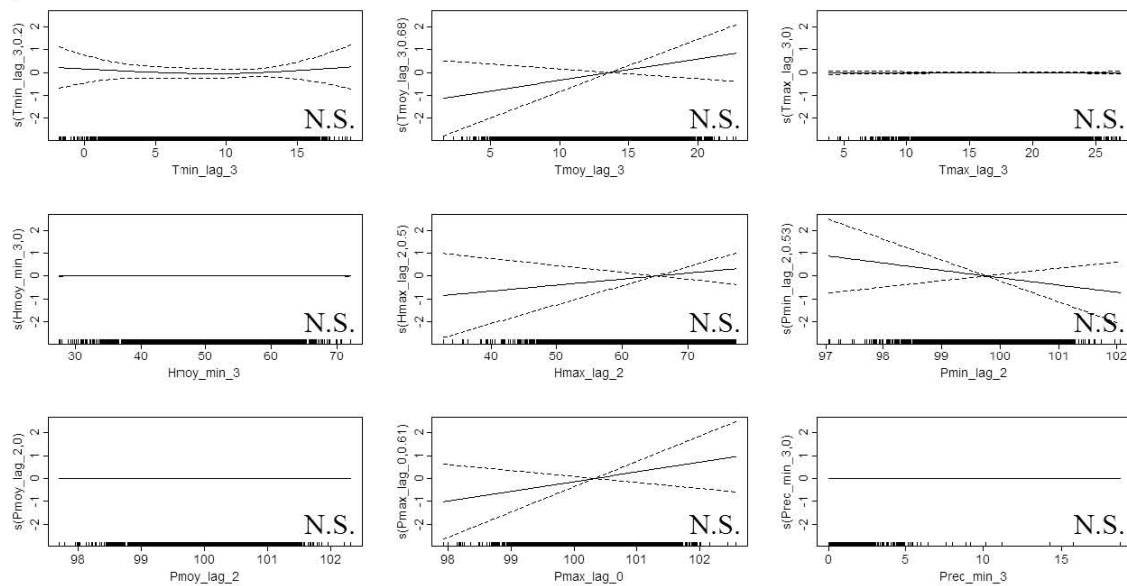 s(Tmin_lag_3,0.2)
2
1
0
-1
-2
N.S.
0 5 10 15
Tmin_lag_3
s(Tmoy_lag_3,0.68)
2
1
0
-1
-2
N.S.
5 10 15 20
Tmoy_lag_3
s(Tmax_lag_3,0)
2
1
0
-1
-2
N.S.
5 10 15 20 25
Tmax_lag_3
s(Hmoy_min_3,0)
2
1
0
-1
-2
N.S.
30 40 50 60 70
Hmoy_min_3
s(Hmax_lag_2,0.5)
2
1
0
-1
-2
N.S.
40 50 60 70
Hmax_lag_2
s(Pmin_lag_2,0.53)
2
1
0
-1
-2
N.S.
97 98 99 100 101 102
Pmin_lag_2
s(Pmoy_lag_2,0)
2
1
0
-1
-2
N.S.
98 99 100 101 102
Pmoy_lag_2
s(Pmax_lag_0,0.61)
2
1
0
-1
-2
N.S.
98 99 100 101 102
Pmax_lag_0
s(Prec_min_3,0)
2
1
0
-1
-2
N.S.
0 5 10 15
Prec_min_3